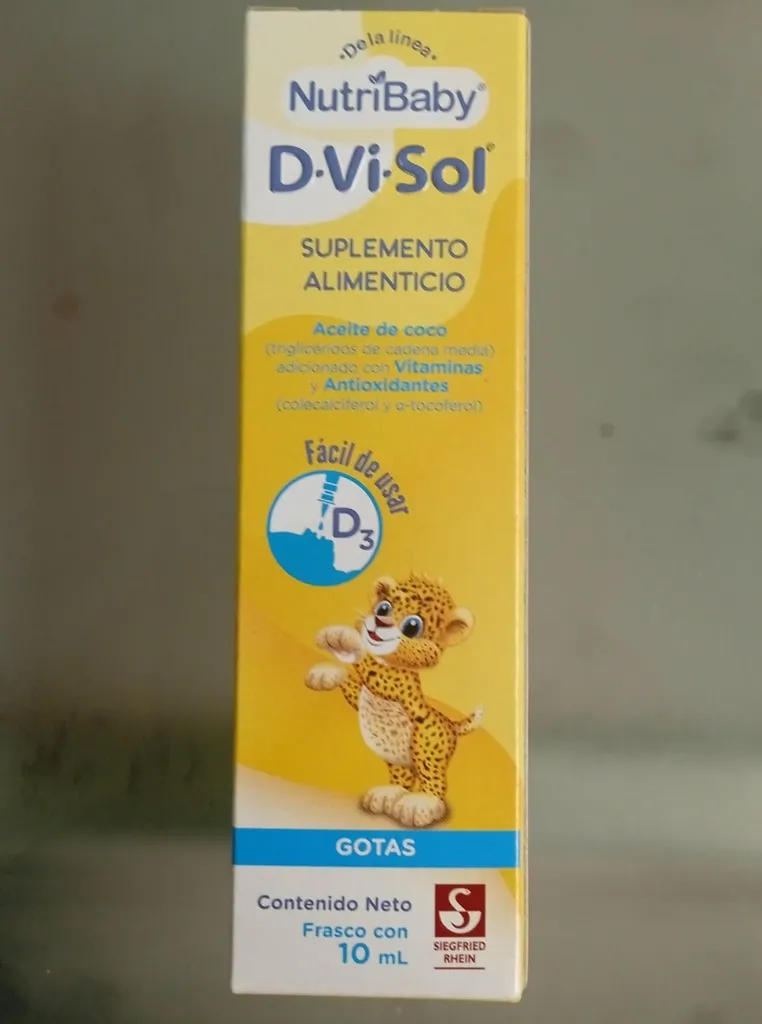 •De la línea•
NutriBaby®
D·Vi·Sol®
SUPLEMENTO
ALIMENTICIO
Aceite de coco
(triglicéridos de cadena media)
adicionado con Vitaminas
y Antioxidantes
(colecalciferol y α-tocoferol)
Fácil de usar
D3
GOTAS
Contenido Neto
Frasco con
10 mL
SIEGFRIED
RHEIN